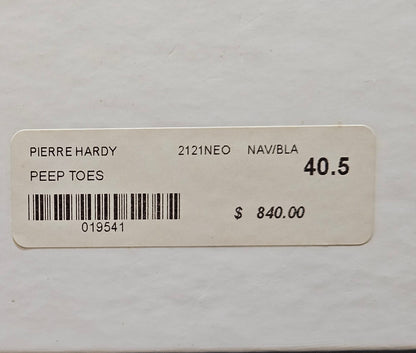 PIERRE HARDY 2121NEO NAV/BLA
40.5
PEEP TOES
019541
$ 840.00